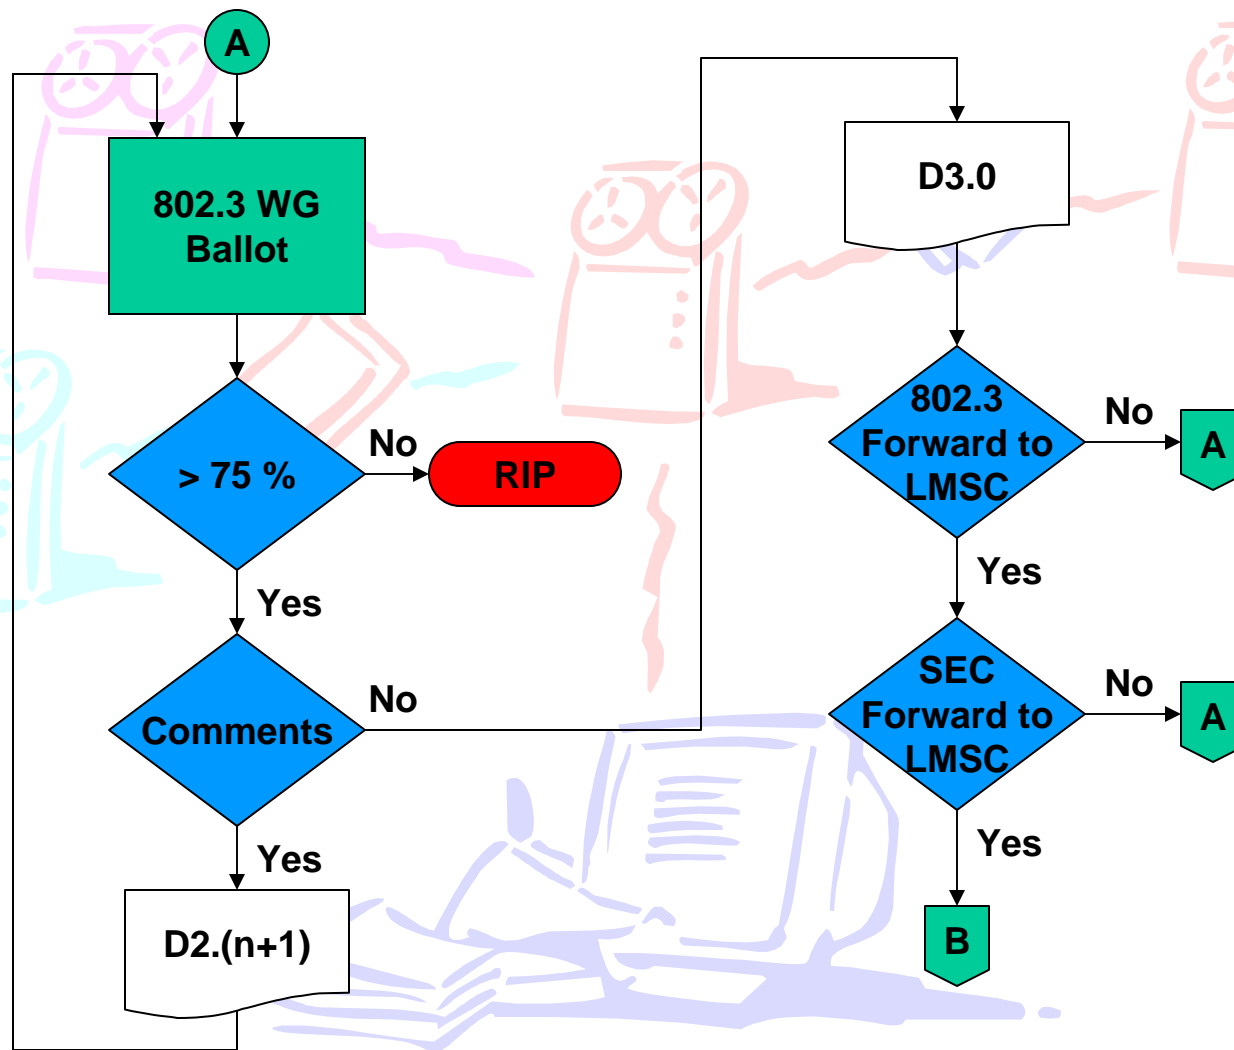 A
802.3 WG
Ballot
> 75 %
No
RIP
Yes
Comments
No
Yes
D2.(n+1)
D3.0
802.3
Forward to
LMSC
No
A
Yes
SEC
Forward to
LMSC
No
A
Yes
B